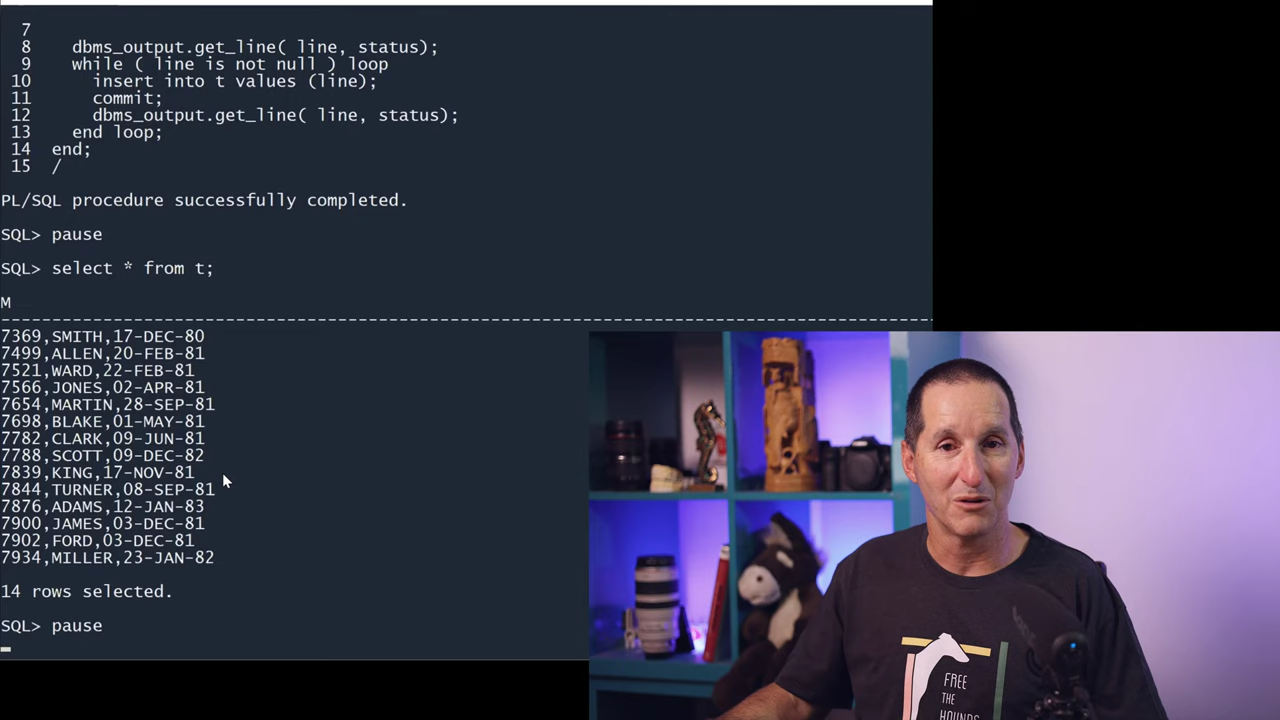 7
8 dbms_output.get_line( line, status);
9 while ( line is not null ) loop
10 insert into t values (line);
11 commit;
12 dbms_output.get_line( line, status);
13 end loop;
14 end;
15 /
PL/SQL procedure successfully completed.
SQL> pause
SQL> select * from t;
M
--------------------------------------------------------------------------------
7369,SMITH,17-DEC-80
7499,ALLEN,20-FEB-81
7521,WARD,22-FEB-81
7566,JONES,02-APR-81
7654,MARTIN,28-SEP-81
7698,BLAKE,01-MAY-81
7782,CLARK,09-JUN-81
7788,SCOTT,09-DEC-82
7839,KING,17-NOV-81
7844,TURNER,08-SEP-81
7876,ADAMS,12-JAN-83
7900,JAMES,03-DEC-81
7902,FORD,03-DEC-81
7934,MILLER,23-JAN-82
14 rows selected.
SQL> pause
FREE
THE
HOUNDS